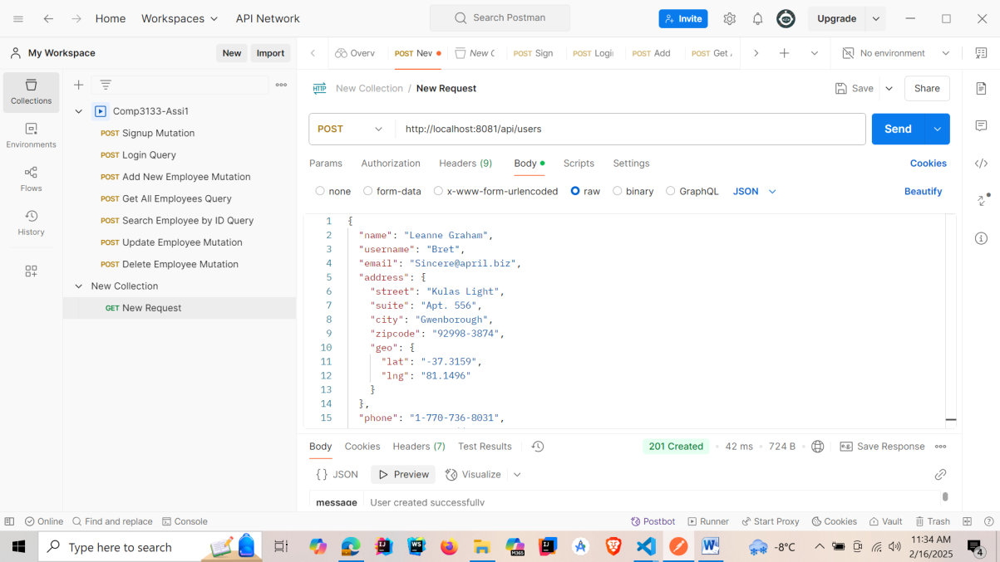 Home Workspaces API Network Search Postman Invite Upgrade
My Workspace New Import Overv POST Nev New C POST Sign POST Logi POST Add POST Get No environment
Collections
Environments
Flows
History
Comp3133-Assi1
POST Signup Mutation
POST Login Query
POST Add New Employee Mutation
POST Get All Employees Query
POST Search Employee by ID Query
POST Update Employee Mutation
POST Delete Employee Mutation
New Collection
GET New Request
HTTP New Collection / New Request Save Share
POST http://localhost:8081/api/users Send
Params Authorization Headers (9) Body Scripts Settings Cookies
none form-data x-www-form-urlencoded raw binary GraphQL JSON Beautify
1 {
2 "name": "Leanne Graham",
3 "username": "Bret",
4 "email": "Sincere@april.biz",
5 "address": {
6 "street": "Kulas Light",
7 "suite": "Apt. 556",
8 "city": "Gwenborough",
9 "zipcode": "92998-3874",
10 "geo": {
11 "lat": "-37.3159",
12 "lng": "81.1496"
13 }
14 },
15 "phone": "1-770-736-8031",
Body Cookies Headers (7) Test Results 201 Created 42 ms 724 B e.g. Save Response
{} JSON Preview Visualize
message User created successfully
Online Find and replace Console Postbot Runner Start Proxy Cookies Vault Trash
Type here to search -8°C 11:34 AM
2/16/2025
4